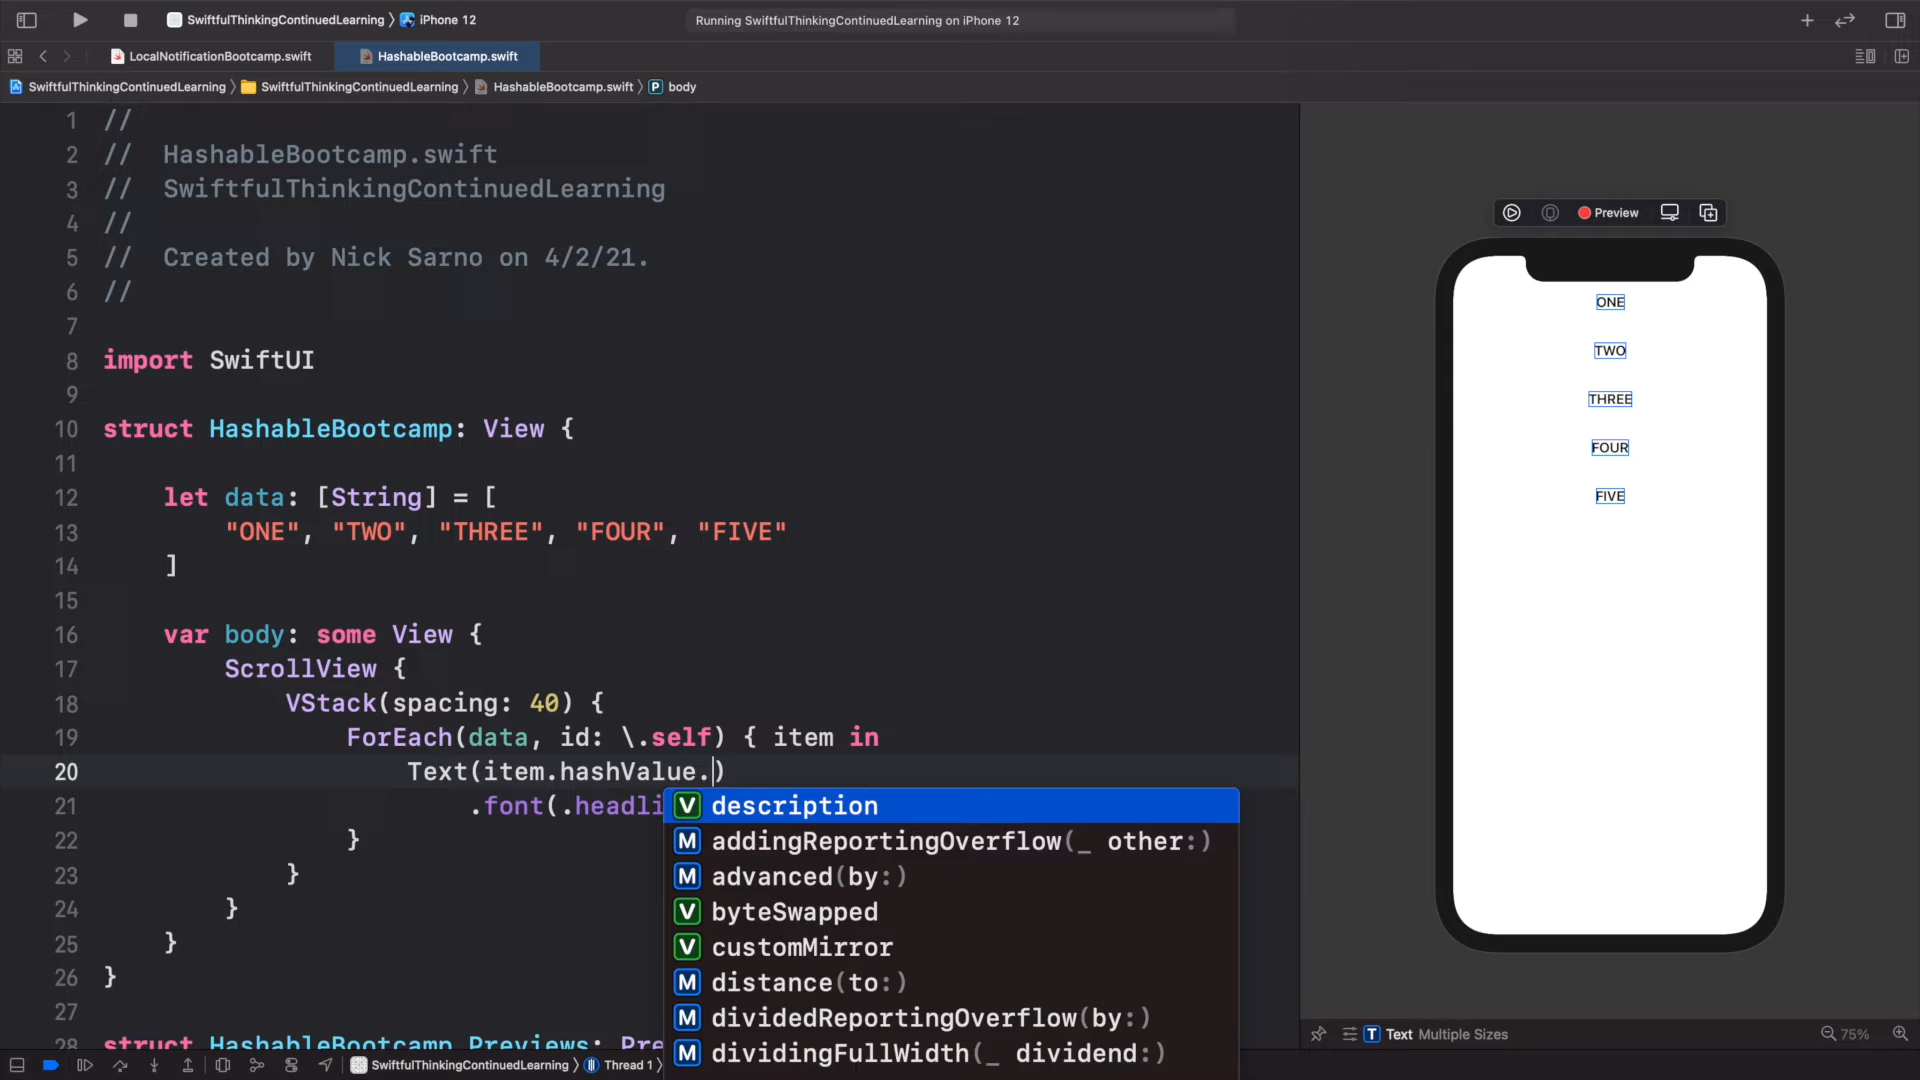 SwiftfulThinkingContinuedLearning 〉 iPhone 12
Running SwiftfulThinkingContinuedLearning on iPhone 12
LocalNotificationBootcamp.swift
HashableBootcamp.swift
SwiftfulThinkingContinuedLearning 〉 SwiftfulThinkingContinuedLearning 〉 HashableBootcamp.swift 〉 P body
1 //
2 //  HashableBootcamp.swift
3 //  SwiftfulThinkingContinuedLearning
4 //
5 //  Created by Nick Sarno on 4/2/21.
6 //
7
8 import SwiftUI
9
10 struct HashableBootcamp: View {
11
12     let data: [String] = [
13         "ONE", "TWO", "THREE", "FOUR", "FIVE"
14     ]
15
16     var body: some View {
17         ScrollView {
18             VStack(spacing: 40) {
19                 ForEach(data, id: \.self) { item in
20                     Text(item.hashValue.)
21                         .font(.headli
22                 }
23             }
24         }
25     }
26 }
27
28 struct HashableBootcamp_Previews: Pre
V description
M addingReportingOverflow(_ other:)
M advanced(by:)
V byteSwapped
V customMirror
M distance(to:)
M dividedReportingOverflow(by:)
M dividingFullWidth(_ dividend:)
Preview
ONE
TWO
THREE
FOUR
FIVE
T Text Multiple Sizes
75%
SwiftfulThinkingContinuedLearning 〉 Thread 1 〉